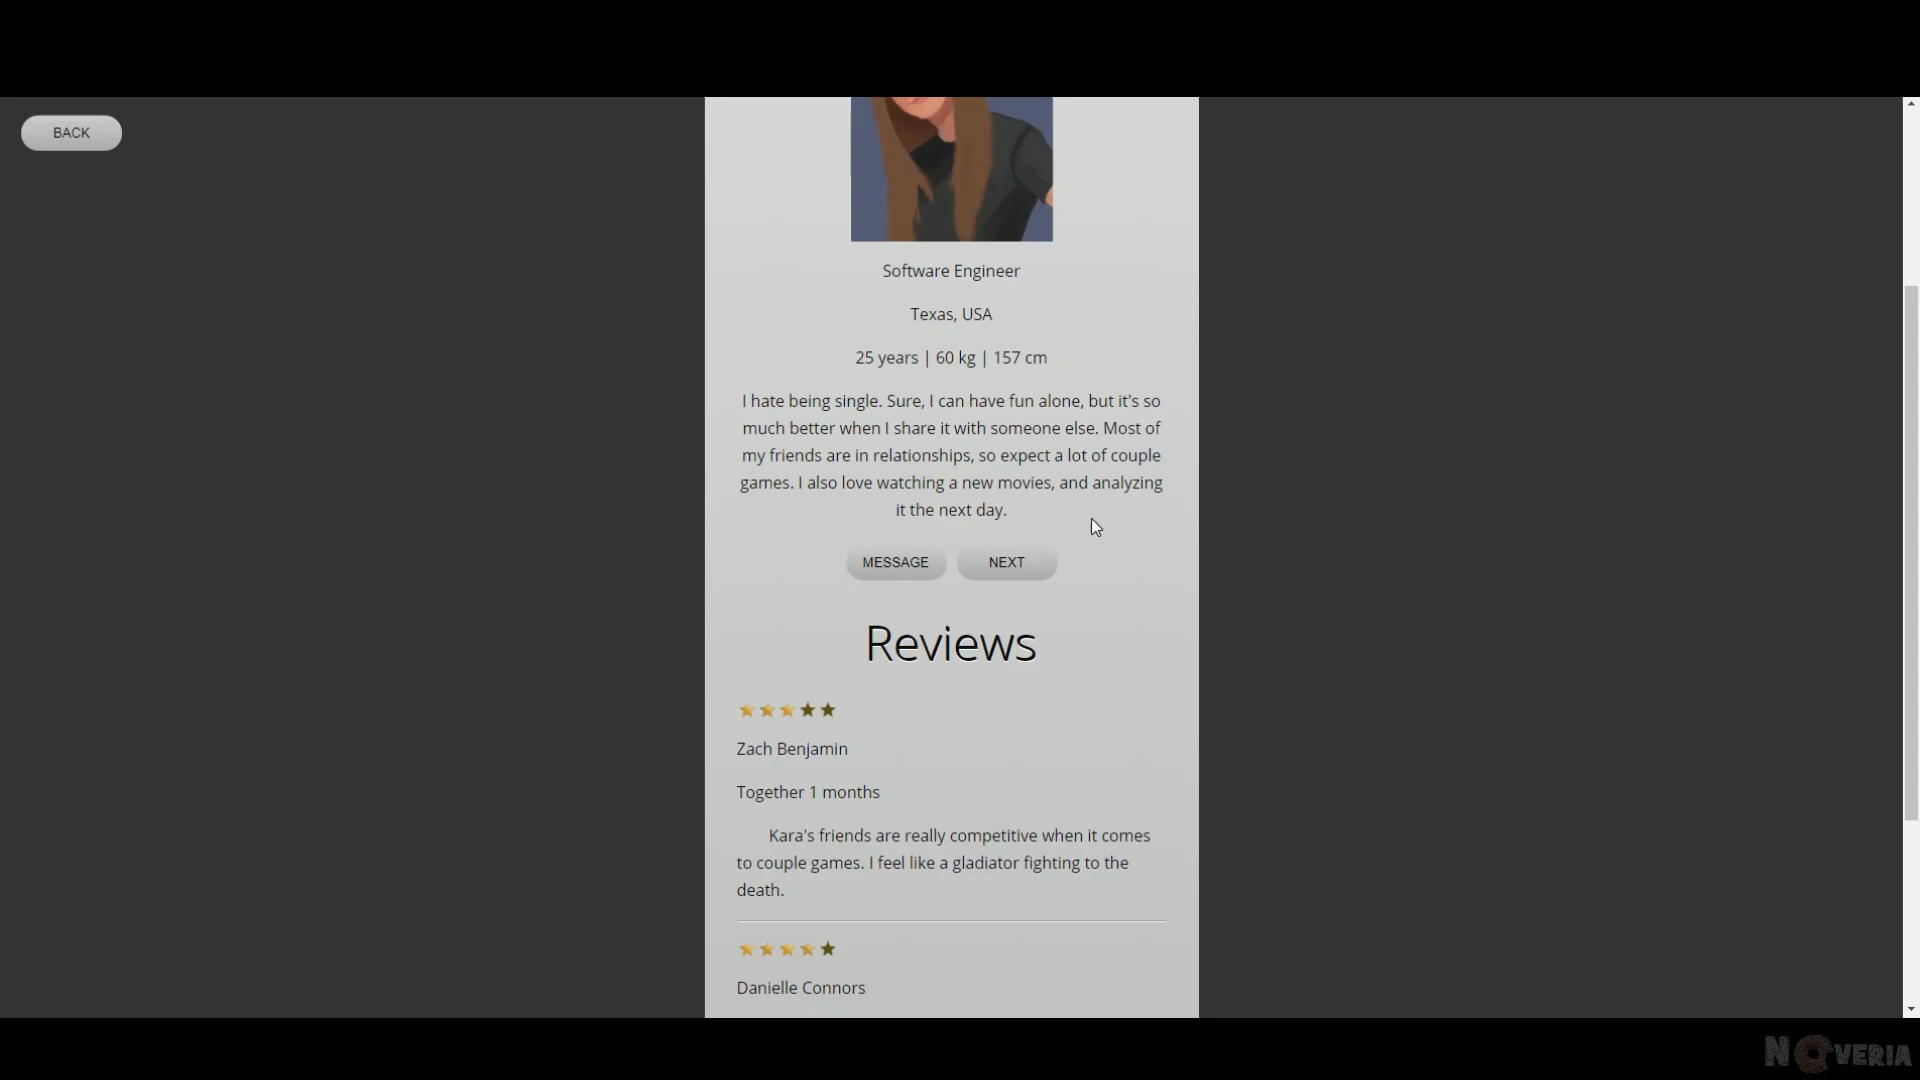 BACK
Software Engineer
Texas, USA
25 years | 60 kg | 157 cm
I hate being single. Sure, I can have fun alone, but it's so
much better when I share it with someone else. Most of
my friends are in relationships, so expect a lot of couple
games. I also love watching a new movies, and analyzing
it the next day.
MESSAGE
NEXT
Reviews
Zach Benjamin
Together 1 months
Kara's friends are really competitive when it comes
to couple games. I feel like a gladiator fighting to the
death.
Danielle Connors
NOVERIA